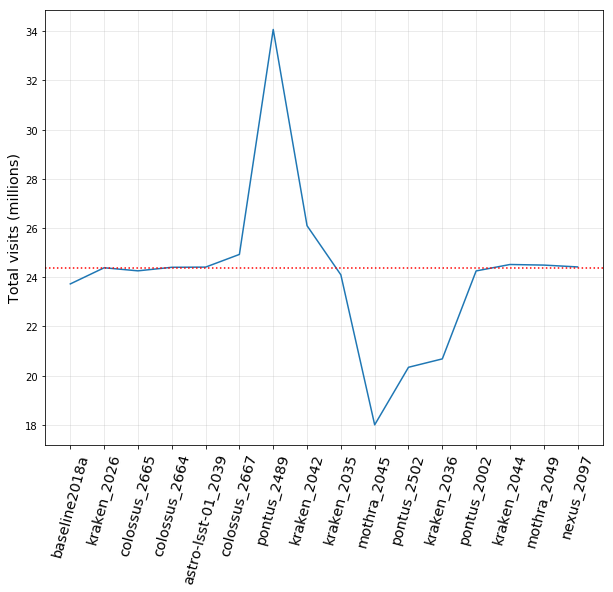 Total visits (millions)
34
32
30
28
26
24
22
20
18
baseline2018a
kraken_2026
colossus_2665
colossus_2664
astro-lsst-01_2039
colossus_2667
pontus_2489
kraken_2042
kraken_2035
mothra_2045
pontus_2502
kraken_2036
pontus_2002
kraken_2044
mothra_2049
nexus_2097